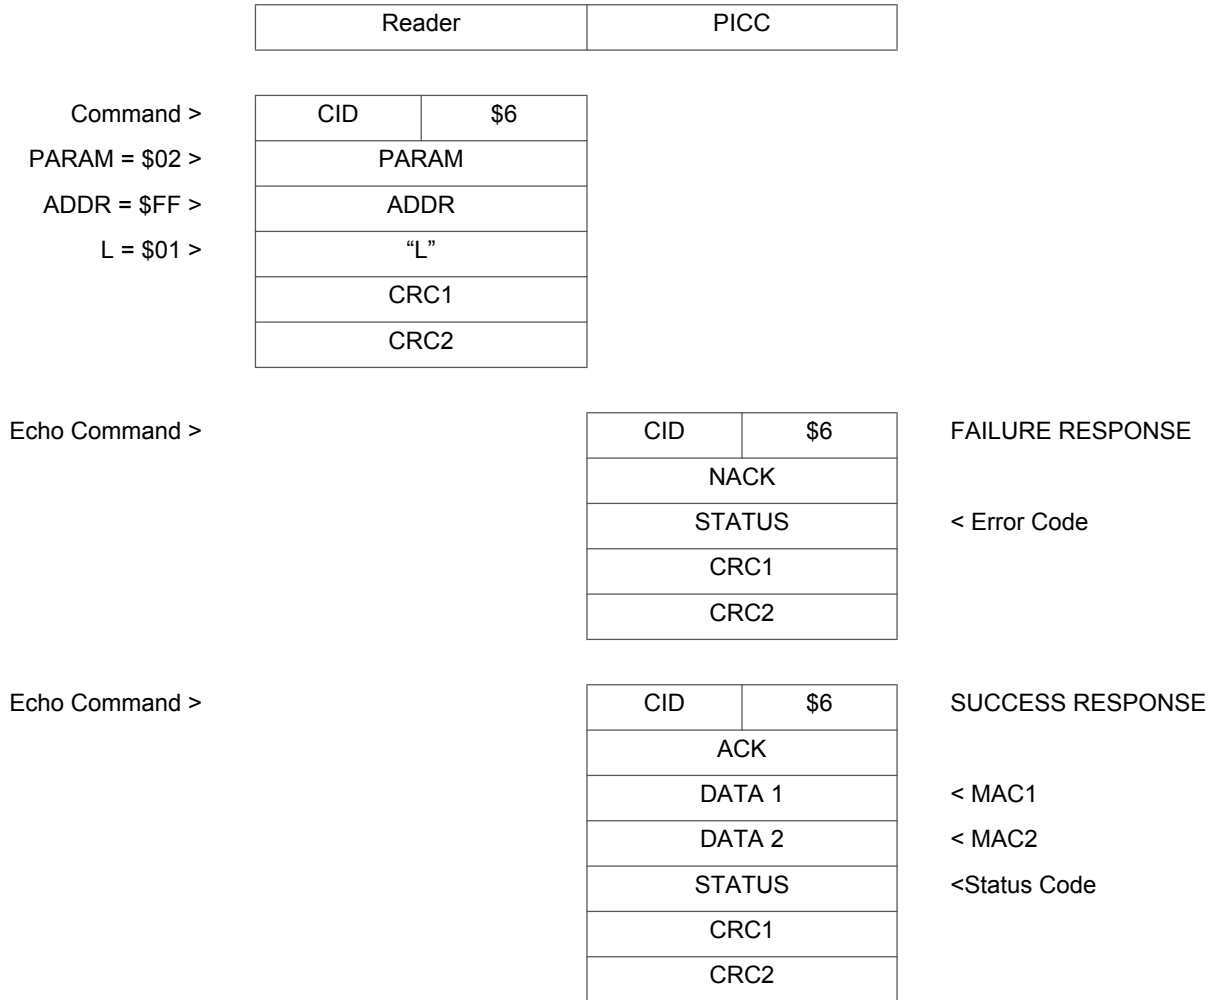 Reader PICC
Command > CID $6
PARAM = $02 > PARAM
ADDR = $FF > ADDR
L = $01 > “L”
CRC1
CRC2
Echo Command > CID $6 FAILURE RESPONSE
NACK
STATUS < Error Code
CRC1
CRC2
Echo Command > CID $6 SUCCESS RESPONSE
ACK
DATA 1 < MAC1
DATA 2 < MAC2
STATUS <Status Code
CRC1
CRC2